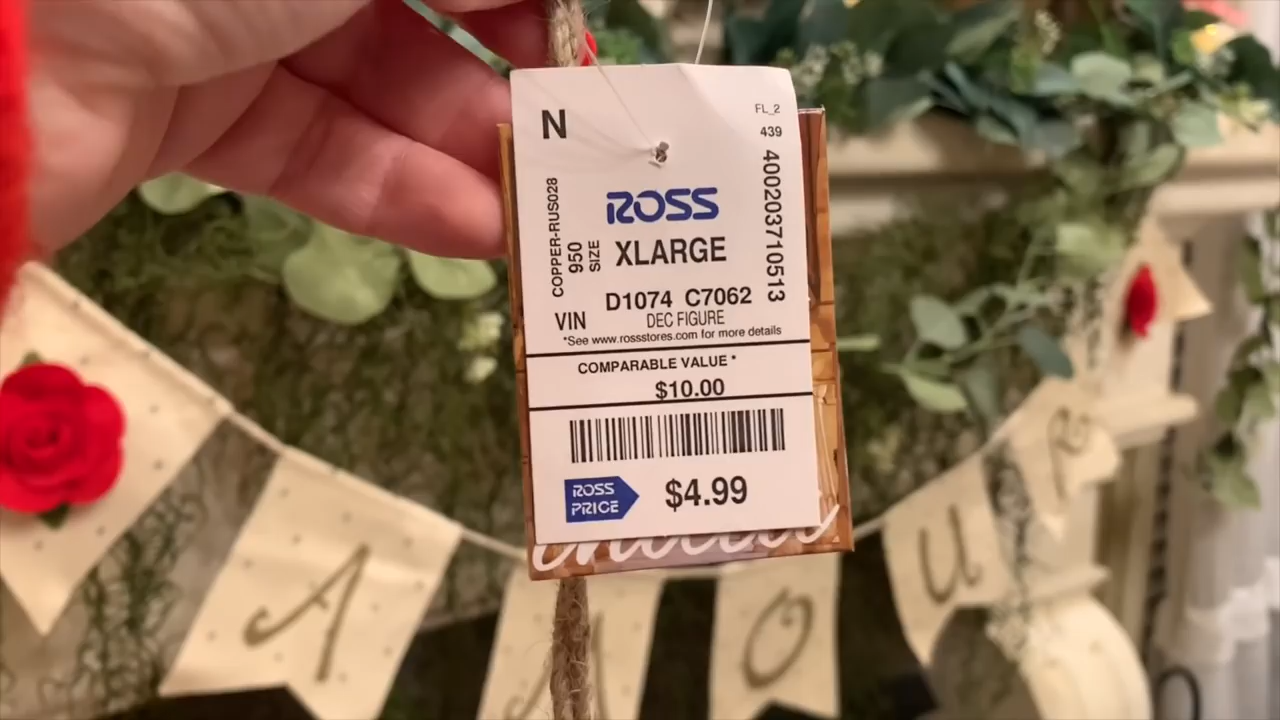 N
FL_2
439
400203710513
COPPER-RUS028
950
SIZE
ROSS
XLARGE
D1074 C7062
VIN
DEC FIGURE
*See www.rossstores.com for more details
COMPARABLE VALUE *
$10.00
ROSS
PRICE
$4.99
A
M
O
U
R